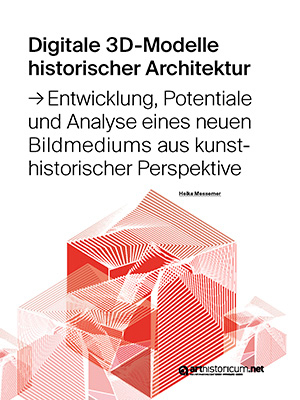 Digitale 3D-Modelle
historischer Architektur
→ Entwicklung, Potentiale
und Analyse eines neuen
Bildmediums aus kunst-
historischer Perspektive
Heike Messemer
arthistoricum.net